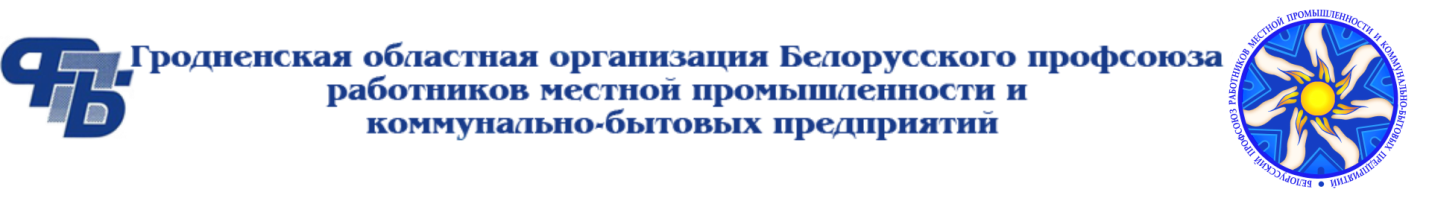 ФПБ
Гродненская областная организация Белорусского профсоюза
работников местной промышленности и
коммунально-бытовых предприятий
БЕЛОРУССКИЙ ПРОФСОЮЗ РАБОТНИКОВ МЕСТНОЙ ПРОМЫШЛЕННОСТИ И КОММУНАЛЬНО-БЫТОВЫХ ПРЕДПРИЯТИЙ